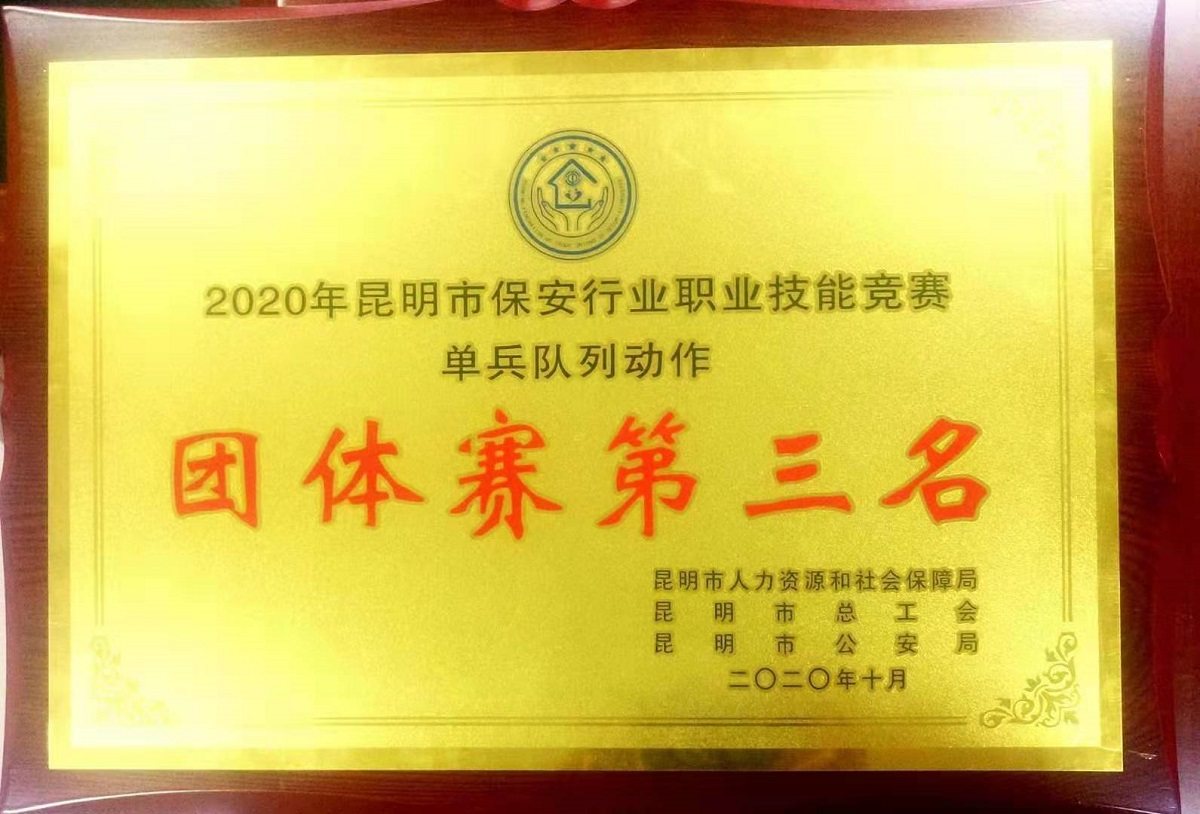 2020年昆明市保安行业职业技能竞赛
单兵队列动作
团体赛第三名
昆明市人力资源和社会保障局
昆明市总工会
昆明市公安局
二〇二〇年十月